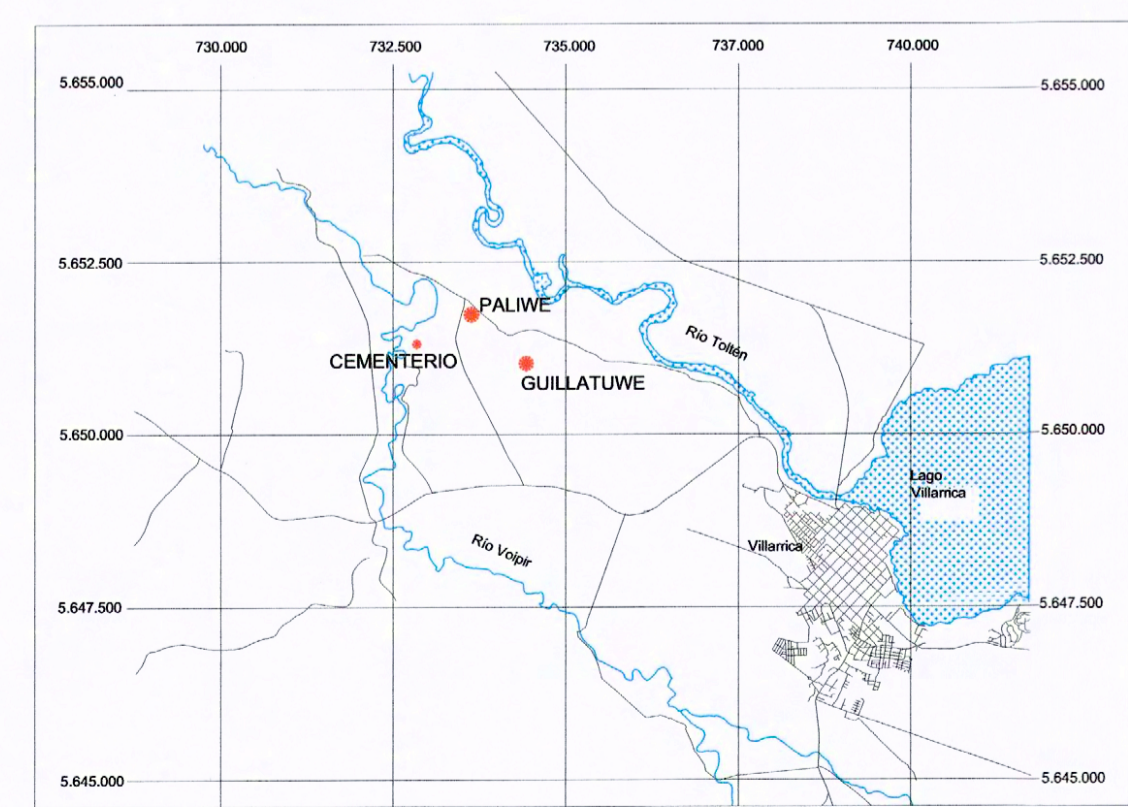 730.000
732.500
735.000
737.000
740.000
5.655.000
5.655.000
5.652.500
5.652.500
PALIWE
CEMENTERIO
GUILLATUWE
Río Toltén
5.650.000
5.650.000
Lago
Villarrica
Río Voipir
Villarrica
5.647.500
5.647.500
5.645.000
5.645.000